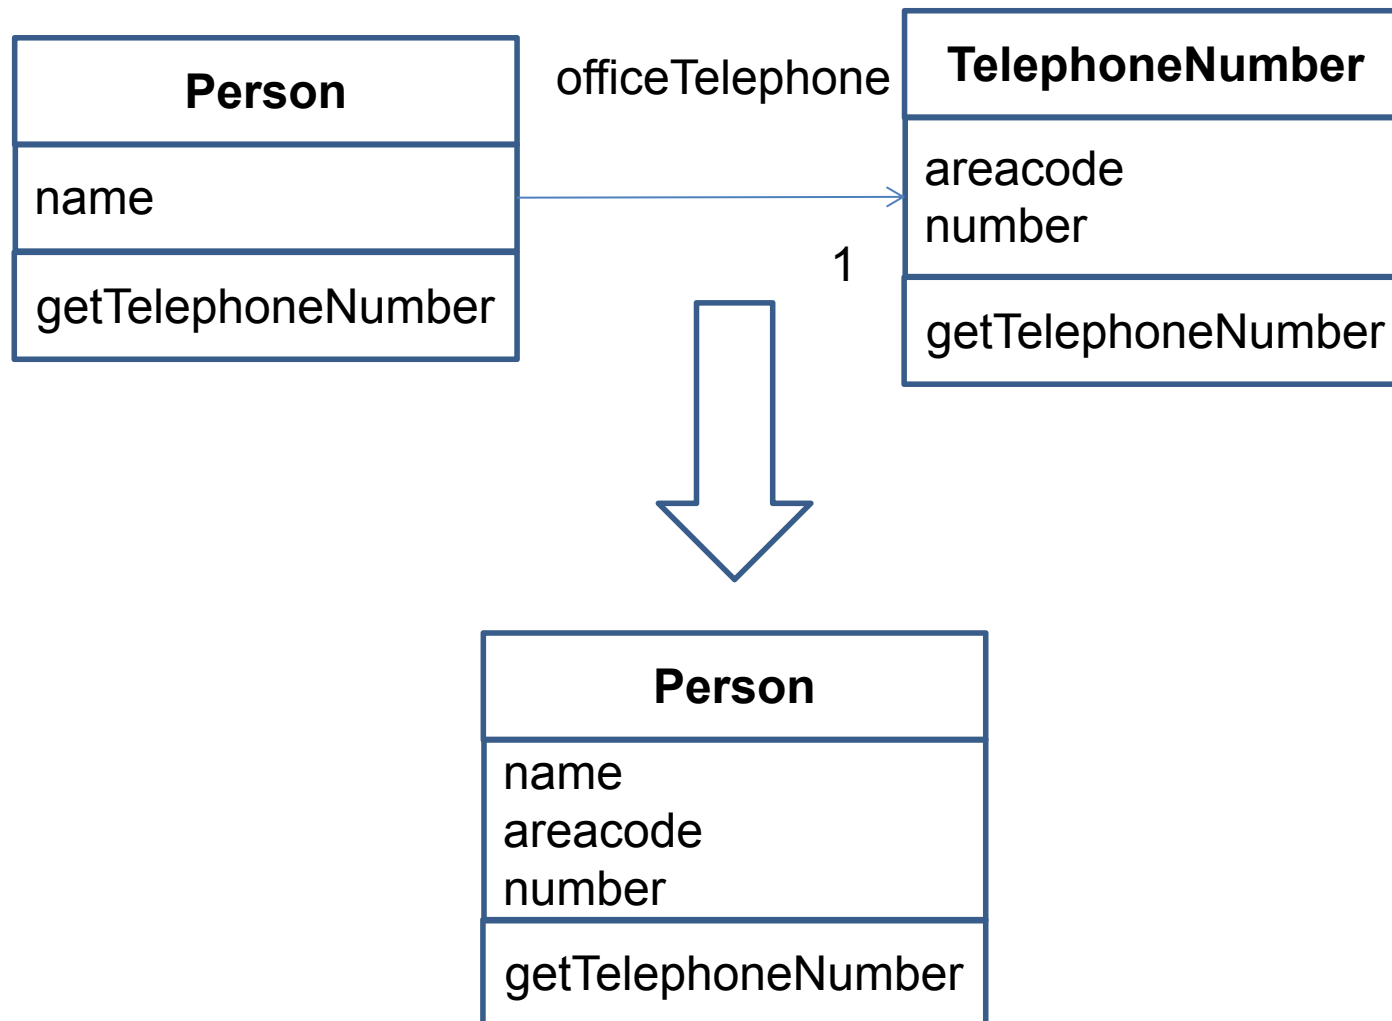 Person
name
getTelephoneNumber
officeTelephone
1
TelephoneNumber
areacode
number
getTelephoneNumber
Person
name
areacode
number
getTelephoneNumber